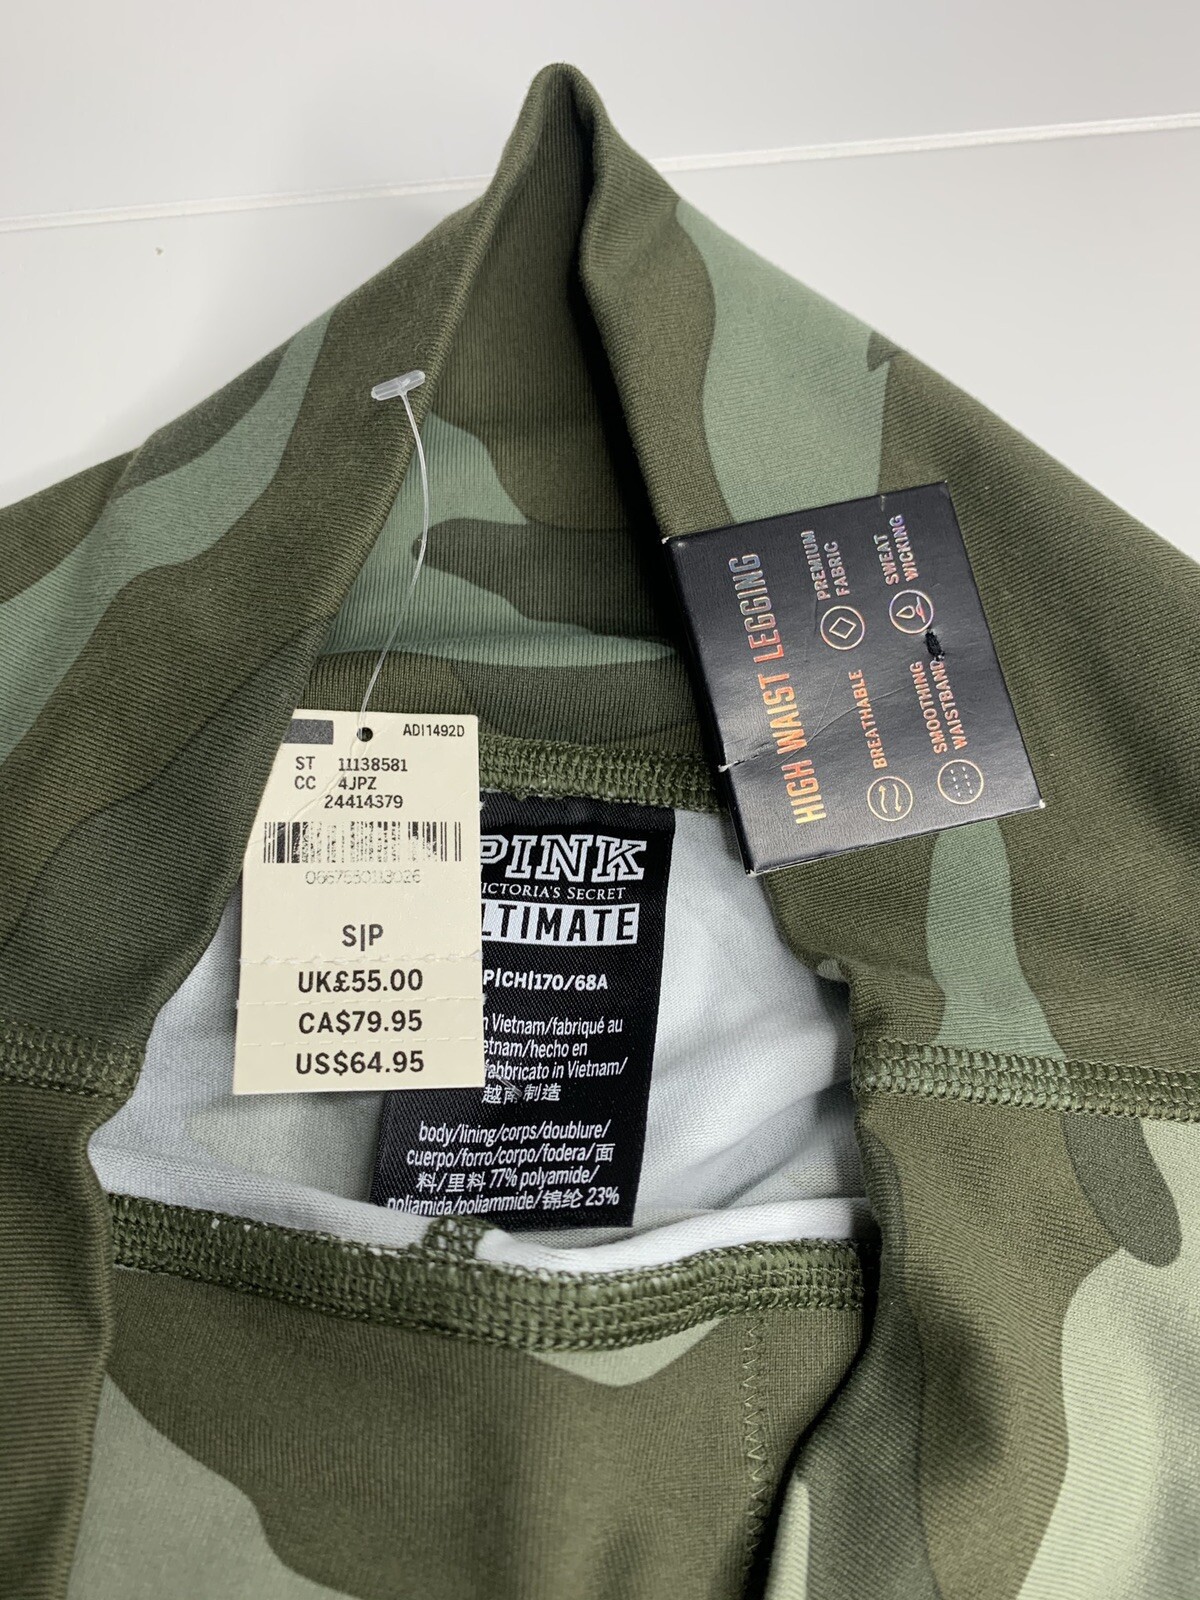 ADI1492D
ST 11138581
CC 4JPZ
24414379
S|P
UK£55.00
CA$79.95
US$64.95
HIGH WAIST LEGGING
PREMIUM
FABRIC
SWEAT
WICKING
BREATHABLE
SMOOTHING
WAISTBAND
PINK
ICTORIA'S SECRET
LTIMATE
P|CH|170/68A
n Vietnam/fabriqué au
etnam/hecho en
fabbricato in Vietnam/
越南制造
body/lining/corps/doublure/
cuerpo/forro/corpo/fodera/面
料/里料 77% polyamide/
poliamida/poliammide/锦纶 23%